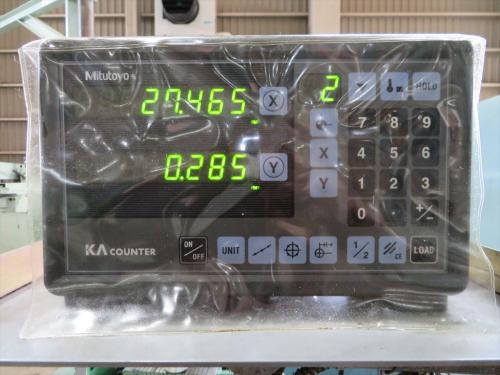 Mitutoyo
27.465 X 2 HOLD
7 8 9
X 4 5 6
0.285 Y Y 1 2 3
0 +/−
KA COUNTER ON/OFF UNIT 1/2 CE LOAD